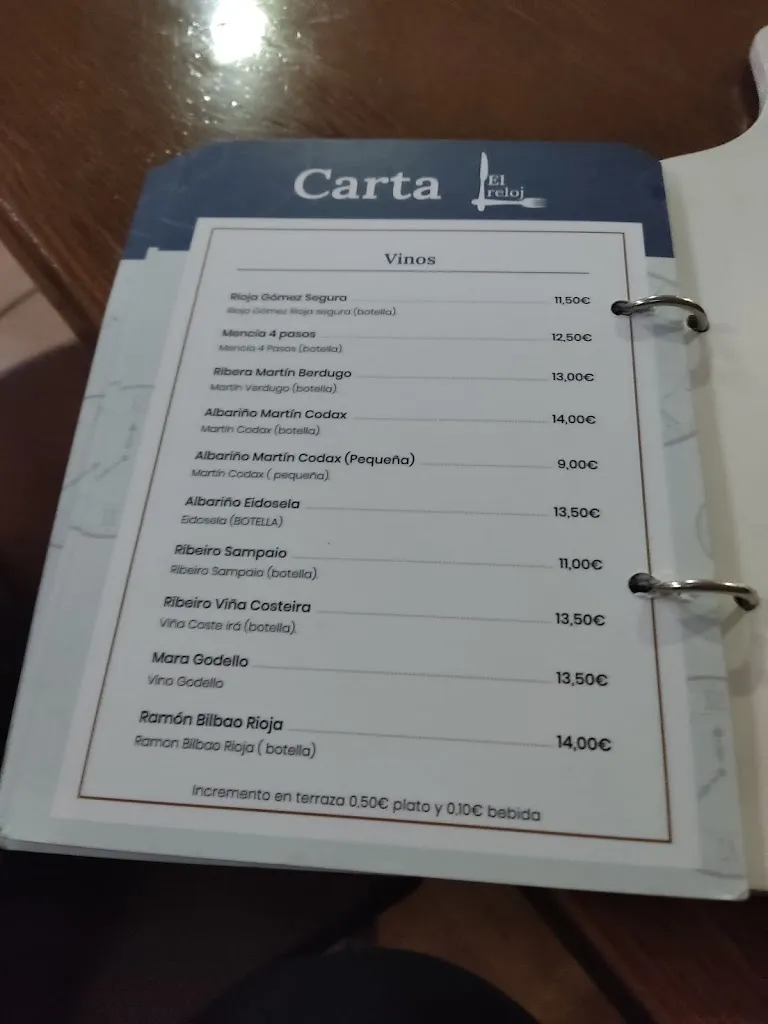 Carta
El
reloj
Vinos
Rioja Gómez Segura 11,50€
Rioja Gómez Rioja segura (botella).
Mencía 4 pasos 12,50€
Mencía 4 Pasos (botella)
Ribera Martín Berdugo 13,00€
Martín Verdugo (botella).
Albariño Martín Codax 14,00€
Martín Codax (botella)
Albariño Martín Codax (Pequeña) 9,00€
Martín Codax ( pequeña).
Albariño Eidosela 13,50€
Eidosela (BOTELLA)
Ribeiro Sampaio 11,00€
Ribeiro Sampaio (botella).
Ribeiro Viña Costeira 13,50€
Viña Coste irá (botella).
Mara Godello 13,50€
Vino Godello
Ramón Bilbao Rioja 14,00€
Ramon Bilbao Rioja ( botella)
Incremento en terraza 0,50€ plato y 0,10€ bebida